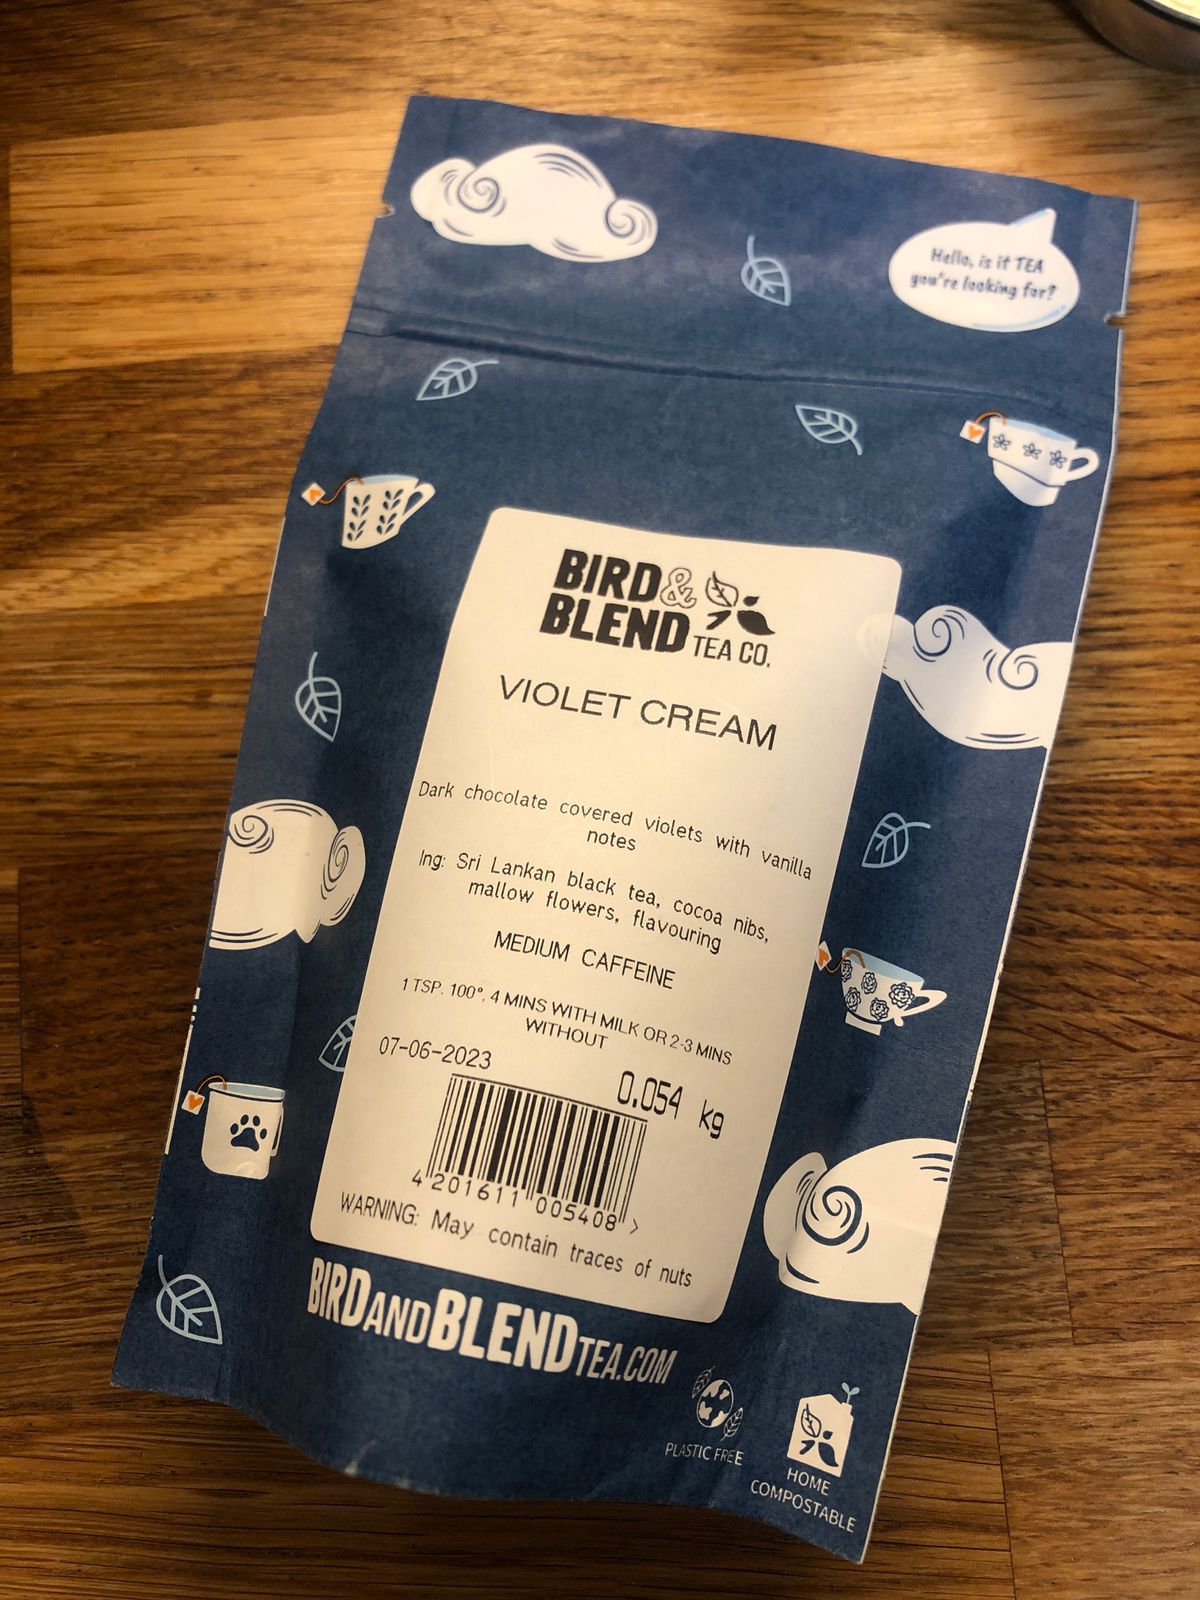 Hello, is it TEA
you're looking for?
BIRD&
BLEND TEA CO.
VIOLET CREAM
Dark chocolate covered violets with vanilla
notes
Ing: Sri Lankan black tea, cocoa nibs,
mallow flowers, flavouring
MEDIUM CAFFEINE
1 TSP. 100°, 4 MINS WITH MILK OR 2-3 MINS
WITHOUT
07-06-2023
0.054 kg
4 201611 005408 >
WARNING: May contain traces of nuts
BIRDANDBLENDTEA.COM
PLASTIC FREE
HOME
COMPOSTABLE